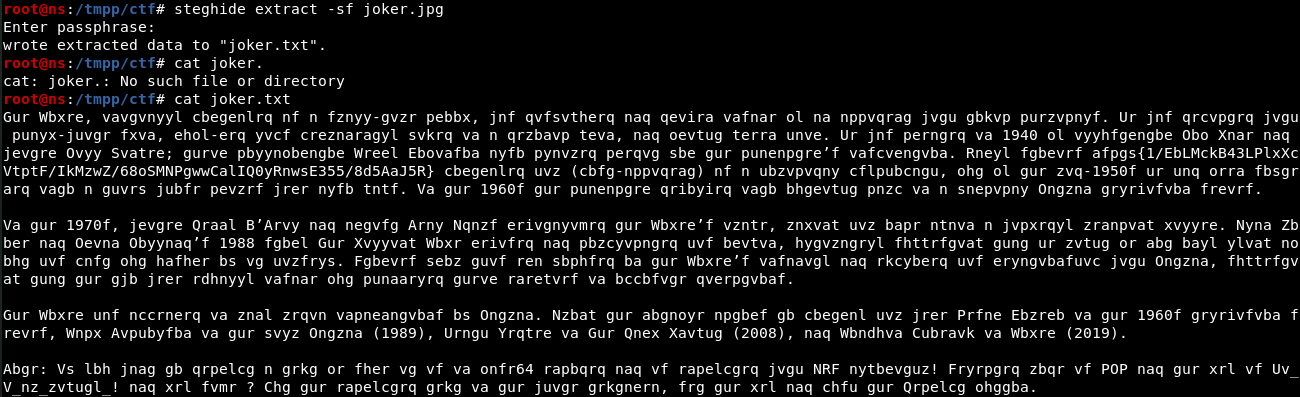 root@ns:/tmpp/ctf# steghide extract -sf joker.jpg
Enter passphrase:
wrote extracted data to "joker.txt".
root@ns:/tmpp/ctf# cat joker.
cat: joker.: No such file or directory
root@ns:/tmpp/ctf# cat joker.txt
Gur Wbxre, vavgvnyyl cbegenlrq nf n fznyy-gvzr pebbx, jnf qvfsvtherq naq qevira vafnar ol na nppvqrag jvgu gbkvp purzvpnyf. Ur jnf qrcvpgrq jvgu
 punyx-juvgr fxva, ehol-erq yvcf creznaragyl svkrq va n qrzbavp teva, naq oevtug terra unve. Ur jnf perngrq va 1940 ol vyyhfgengbe Obo Xnar naq
jevgre Ovyy Svatre; gurve pbyynobengbe Wreel Ebovafba nyfb pynvzrq perqvg sbe gur punenpgre’f vafcvengvba. Rneyl fgbevrf afpgs{1/EbLMckB43LPlxXc
VtptF/IkMzwZ/68oSMNPgwwCalIQ0yRnwsE355/8d5AaJ5R} cbegenlrq uvz (cbfg-nppvqrag) nf n ubzvpvqny cflpubcngu, ohg ol gur zvq-1950f ur unq orra fbsgr
arq vagb n guvrs jubfr pevzrf jrer nyfb tntf. Va gur 1960f gur punenpgre qribyirq vagb bhgevtug pnzc va n snepvpny Ongzna gryrivfvba frevrf.

Va gur 1970f, jevgre Qraal B’Arvy naq negvfg Arny Nqnzf erivgnyvmrq gur Wbxre’f vzntr, znxvat uvz bapr ntnva n jvpxrqyl zranpvat xvyyre. Nyna Zb
ber naq Oevna Obyynaq’f 1988 fgbel Gur Xvyyvat Wbxr erivfrq naq pbzcyvpngrq uvf bevtva, hygvzngryl fhttrfgvat gung ur zvtug or abg bayl ylvat no
bhg uvf cnfg ohg hafher bs vg uvzfrys. Fgbevrf sebz guvf ren sbphfrq ba gur Wbxre’f vafnavgl naq rkcyberq uvf eryngvbafuvc jvgu Ongzna, fhttrfgv
at gung gur gjb jrer rdhnyyl vafnar ohg punaaryrq gurve raretvrf va bccbfvgr qverpgvbaf.

Gur Wbxre unf nccrnerq va znal zrqvn vapneangvbaf bs Ongzna. Nzbat gur abgnoyr npgbef gb cbegenl uvz jrer Prfne Ebzreb va gur 1960f gryrivfvba f
revrf, Wnpx Avpubyfba va gur svyz Ongzna (1989), Urngu Yrqtre va Gur Qnex Xavtug (2008), naq Wbndhva Cubravk va Wbxre (2019).

Abgr: Vs lbh jnag gb qrpelcg n grkg or fher vg vf va onfr64 rapbqrq naq vf rapelcgrq jvgu NRF nytbevguz! Fryrpgrq zbqr vf POP naq gur xrl vf Uv_
V_nz_zvtugl_! naq xrl fvmr ? Chg gur rapelcgrq grkg va gur juvgr grkgnern, frg gur xrl naq chfu gur Qrpelcg ohggba.